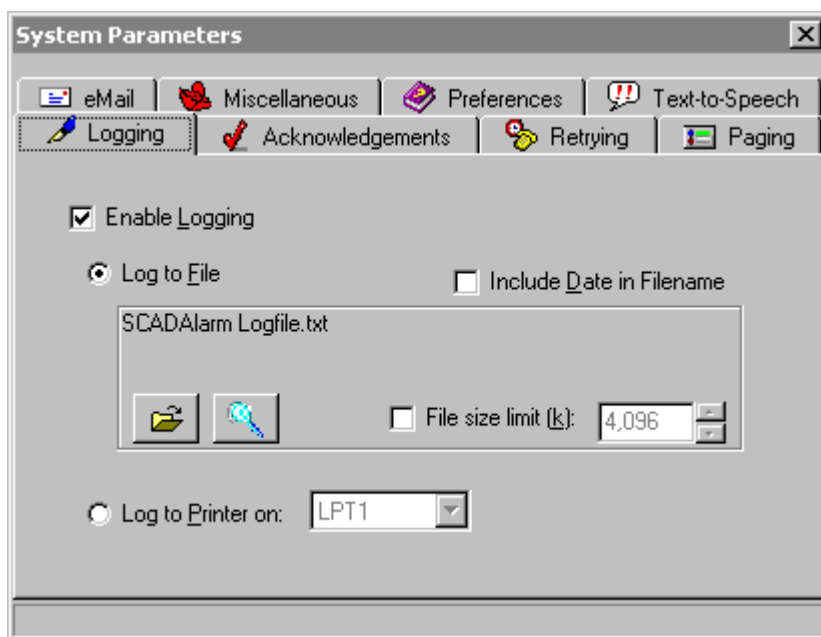 System Parameters
eMail Miscellaneous Preferences Text-to-Speech
Logging Acknowledgements Retrying Paging
Enable Logging
Log to File Include Date in Filename
SCADAlarm Logfile.txt
File size limit (k): 4,096
Log to Printer on: LPT1